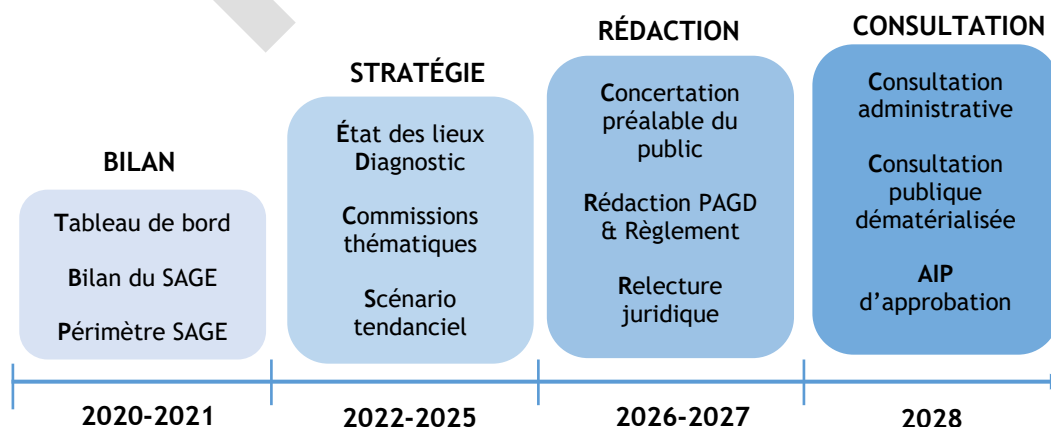 BILAN
Tableau de bord
Bilan du SAGE
Périmètre SAGE
2020-2021
STRATÉGIE
État des lieux
Diagnostic
Commissions
thématiques
Scénario
tendanciel
2022-2025
RÉDACTION
Concertation
préalable du
public
Rédaction PAGD
& Règlement
Relecture
juridique
2026-2027
CONSULTATION
Consultation
administrative
Consultation
publique
dématérialisée
AIP
d’approbation
2028